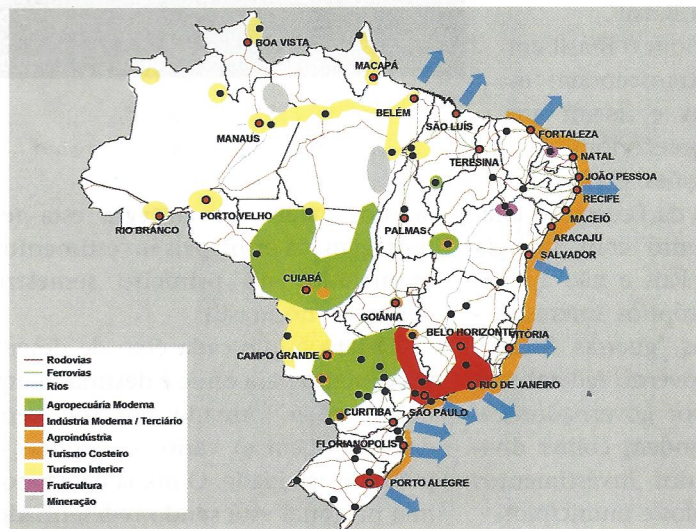 BOA VISTA
MACAPÁ
BELÉM
SÃO LUÍS
FORTALEZA
MANAUS
TERESINA
NATAL
JOÃO PESSOA
RECIFE
PORTO VELHO
RIO BRANCO
PALMAS
MACEIÓ
ARACAJU
SALVADOR
CUIABÁ
GOIÂNIA
BELO HORIZONTE
VITÓRIA
CAMPO GRANDE
RIO DE JANEIRO
SÃO PAULO
CURITIBA
FLORIANÓPOLIS
PORTO ALEGRE
Rodovias
Ferrovias
Rios
Agropecuária Moderna
Indústria Moderna / Terciário
Agroindústria
Turismo Costeiro
Turismo Interior
Fruticultura
Mineração